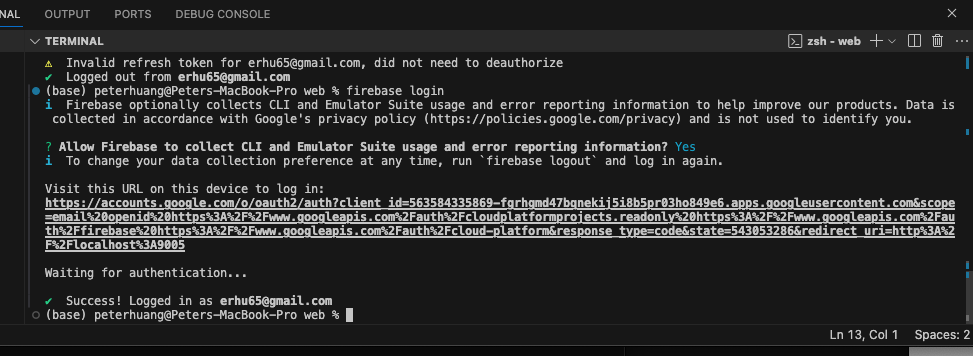 NAL OUTPUT PORTS DEBUG CONSOLE
TERMINAL zsh - web
⚠ Invalid refresh token for erhu65@gmail.com, did not need to deauthorize
✔ Logged out from erhu65@gmail.com
(base) peterhuang@Peters-MacBook-Pro web % firebase login
i Firebase optionally collects CLI and Emulator Suite usage and error reporting information to help improve our products. Data is
collected in accordance with Google's privacy policy (https://policies.google.com/privacy) and is not used to identify you.
? Allow Firebase to collect CLI and Emulator Suite usage and error reporting information? Yes
i To change your data collection preference at any time, run `firebase logout` and log in again.
Visit this URL on this device to log in:
https://accounts.google.com/o/oauth2/auth?client_id=563584335869-fgrhgmd47bqnekij5i8b5pr03ho849e6.apps.googleusercontent.com&scope
=email%20openid%20https%3A%2F%2Fwww.googleapis.com%2Fauth%2Fcloudplatformprojects.readonly%20https%3A%2F%2Fwww.googleapis.com%2Fau
th%2Ffirebase%20https%3A%2F%2Fwww.googleapis.com%2Fauth%2Fcloud-platform&response_type=code&state=543053286&redirect_uri=http%3A%2
F%2Flocalhost%3A9005
Waiting for authentication...
✔ Success! Logged in as erhu65@gmail.com
(base) peterhuang@Peters-MacBook-Pro web %
Ln 13, Col 1 Spaces: 2